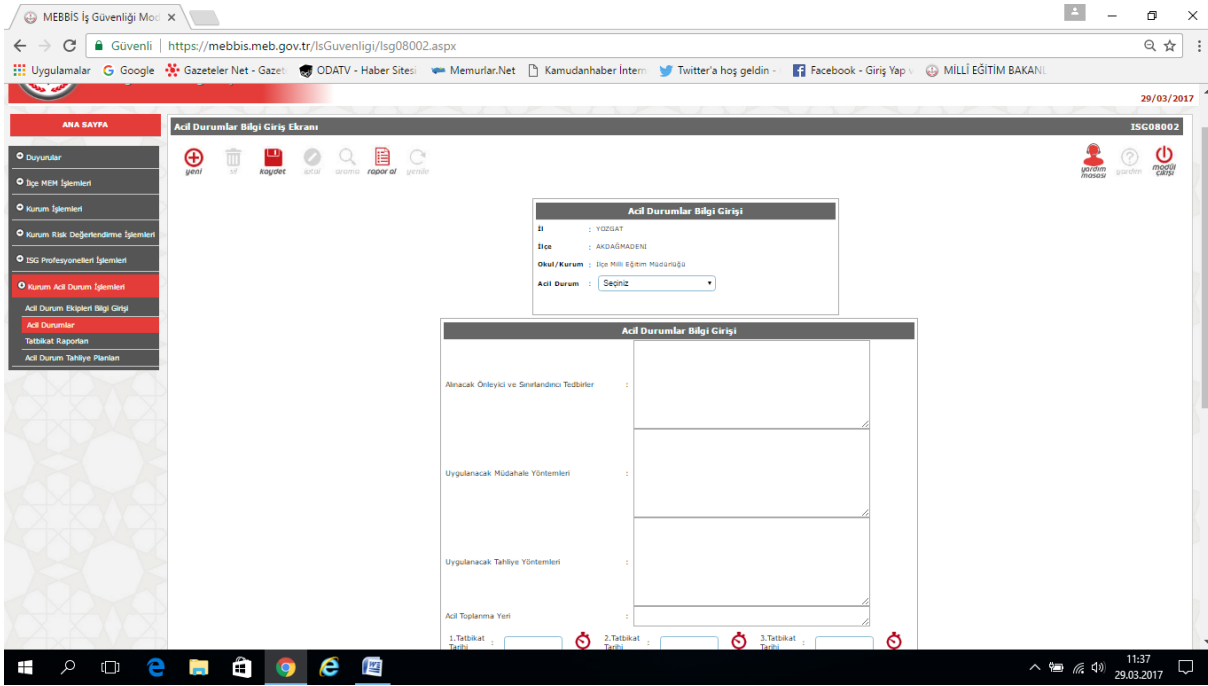 MEBBİS İş Güvenliği Mod
Güvenli | https://mebbis.meb.gov.tr/IsGuvenligi/Isg08002.aspx
Uygulamalar Google Gazeteler Net - Gazet ODATV - Haber Sitesi Memurlar.Net Kamudanhaber İntern Twitter'a hoş geldin - Facebook - Giriş Yap v MİLLÎ EĞİTİM BAKANL
29/03/2017
ANA SAYFA
Acil Durumlar Bilgi Giriş Ekranı ISG08002
yeni sil kaydet iptal arama rapor al yenile yardım masası yardım modül çıkışı
Duyurular
İlçe MEM İşlemleri
Kurum İşlemleri
Kurum Risk Değerlendirme İşlemleri
ISG Profesyonelleri İşlemleri
Kurum Acil Durum İşlemleri
Acil Durum Ekipleri Bilgi Girişi
Acil Durumlar
Tatbikat Raporları
Acil Durum Tahliye Planları
Acil Durumlar Bilgi Girişi
İl : YOZGAT
İlçe : AKDAĞMADENİ
Okul/Kurum : İlçe Milli Eğitim Müdürlüğü
Acil Durum : Seçiniz
Acil Durumlar Bilgi Girişi
Alınacak Önleyici ve Sınırlandırıcı Tedbirler :
Uygulanacak Müdahale Yöntemleri :
Uygulanacak Tahliye Yöntemleri :
Acil Toplanma Yeri :
1.Tatbikat Tarihi : 2.Tatbikat Tarihi : 3.Tatbikat Tarihi :
11:37
29.03.2017